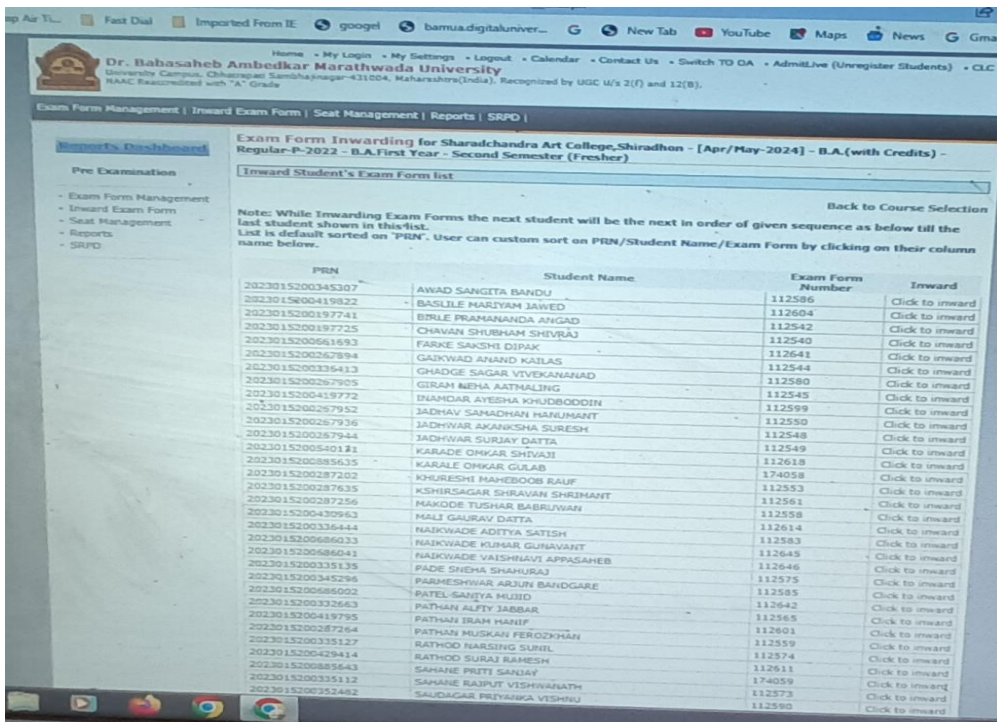 ap Air Ti... Fast Dial Imported From IE googel bamua.digitaluniver... G New Tab YouTube Maps News Gma
Home • My Login • My Settings • Logout • Calendar • Contact Us • Switch TO OA • AdmitLive (Unregister Students) • CLC
Dr. Babasaheb Ambedkar Marathwada University
University Campus, Chhatrapati Sambhajinagar-431004, Maharashtra(India), Recognized by UGC u/s 2(f) and 12(B).
NAAC Reaccredited with "A" Grade
Exam Form Management | Inward Exam Form | Seat Management | Reports | SRPD |
Reports Dashboard
Pre Examination
- Exam Form Management
- Inward Exam Form
- Seat Management
- Reports
- SRPD
Exam Form Inwarding for Sharadchandra Art College,Shiradhon - [Apr/May-2024] - B.A.(with Credits) -
Regular-P-2022 - B.A.First Year - Second Semester (Fresher)
Inward Student's Exam Form list
Back to Course Selection
Note: While Inwarding Exam Forms the next student will be the next in order of given sequence as below till the
last student shown in this list.
List is default sorted on 'PRN'. User can custom sort on PRN/Student Name/Exam Form by clicking on their column
name below.
PRN Student Name Exam Form Number Inward
2023015200345307 AWAD SANGITA BANDU 112586 Click to inward
2023015200419822 BASLILE MARIYAM JAWED 112604 Click to inward
2023015200197741 BIRLE PRAMANANDA ANGAD 112542 Click to inward
2023015200197725 CHAVAN SHUBHAM SHIVRAJ 112540 Click to inward
2023015200661693 FARKE SAKSHI DIPAK 112641 Click to inward
2023015200267894 GAIKWAD ANAND KAILAS 112544 Click to inward
2023015200336413 GHADGE SAGAR VIVEKANANAD 112580 Click to inward
2023015200267905 GIRAM NEHA AATMALING 112545 Click to inward
2023015200419772 INAMDAR AYESHA KHUDBODDIN 112599 Click to inward
2023015200267952 JADHAV SAMADHAN HANUMANT 112550 Click to inward
2023015200267936 JADHWAR AKANKSHA SURESH 112548 Click to inward
2023015200267944 JADHWAR SURJAY DATTA 112549 Click to inward
2023015200540131 KARADE OMKAR SHIVAJI 112618 Click to inward
2023015200885635 KARALE OMKAR GULAB 174058 Click to inward
2023015200287202 KHURESHI MAHEBOOB RAUF 112553 Click to inward
2023015200287635 KSHIRSAGAR SHRAVAN SHRIMANT 112561 Click to inward
2023015200287256 MAKODE TUSHAR BABRUWAN 112558 Click to inward
2023015200430963 MALI GAURAV DATTA 112614 Click to inward
2023015200336444 NAIKWADE ADITYA SATISH 112583 Click to inward
2023015200686033 NAIKWADE KUMAR GUNAVANT 112645 Click to inward
2023015200686041 NAIKWADE VAISHNAVI APPASAHEB 112646 Click to inward
2023015200335135 PADE SNEHA SHAHURAJ 112575 Click to inward
2023015200345296 PARMESHWAR ARJUN BANDGARE 112585 Click to inward
2023015200686002 PATEL SANIYA MUJID 112642 Click to inward
2023015200332663 PATHAN ALFIY JABBAR 112565 Click to inward
2023015200419795 PATHAN IRAM HANIF 112601 Click to inward
2023015200287264 PATHAN MUSKAN FEROZKHAN 112559 Click to inward
2023015200335127 RATHOD NARSING SUNIL 112574 Click to inward
2023015200429414 RATHOD SURAJ RAMESH 112611 Click to inward
2023015200885643 SAHANE PRITI SANJAY 174059 Click to inward
2023015200335112 SAHANE RAJPUT VISHWANATH 112573 Click to inward
2023015200352482 SAUDAGAR PRIYANKA VISHNU 112590 Click to inward